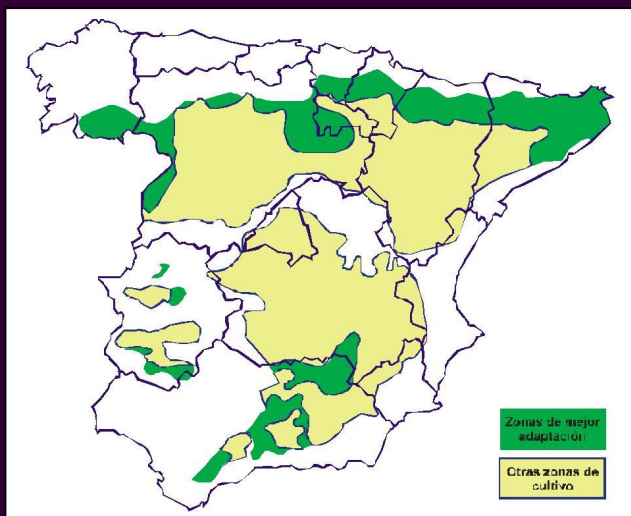 Zonas de mejor
adaptación
Otras zonas de
cultivo